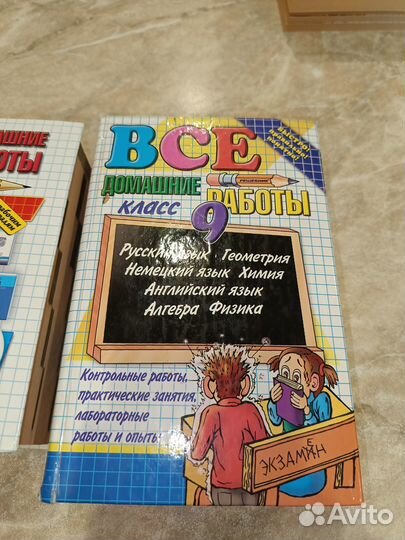 ВСЕ
ДОМАШНИЕ
РЕШЕБНИК
РАБОТЫ
КЛАСС
9
Русский язык Геометрия
Немецкий язык Химия
Английский язык
Алгебра Физика
Контрольные работы,
практические занятия,
лабораторные
работы и опыты
ЭКЗАМЕН
Avito